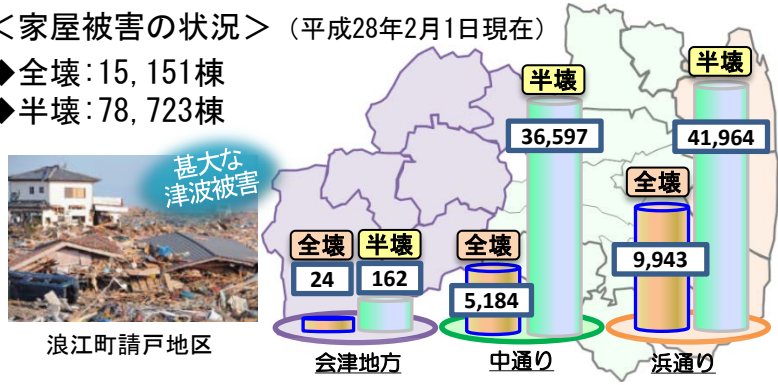 ＜家屋被害の状況＞（平成28年2月1日現在）
◆全壊：15,151棟
◆半壊：78,723棟
甚大な
津波被害
浪江町請戸地区
全壊
24
半壊
162
会津地方
全壊
5,184
半壊
36,597
中通り
全壊
9,943
半壊
41,964
浜通り